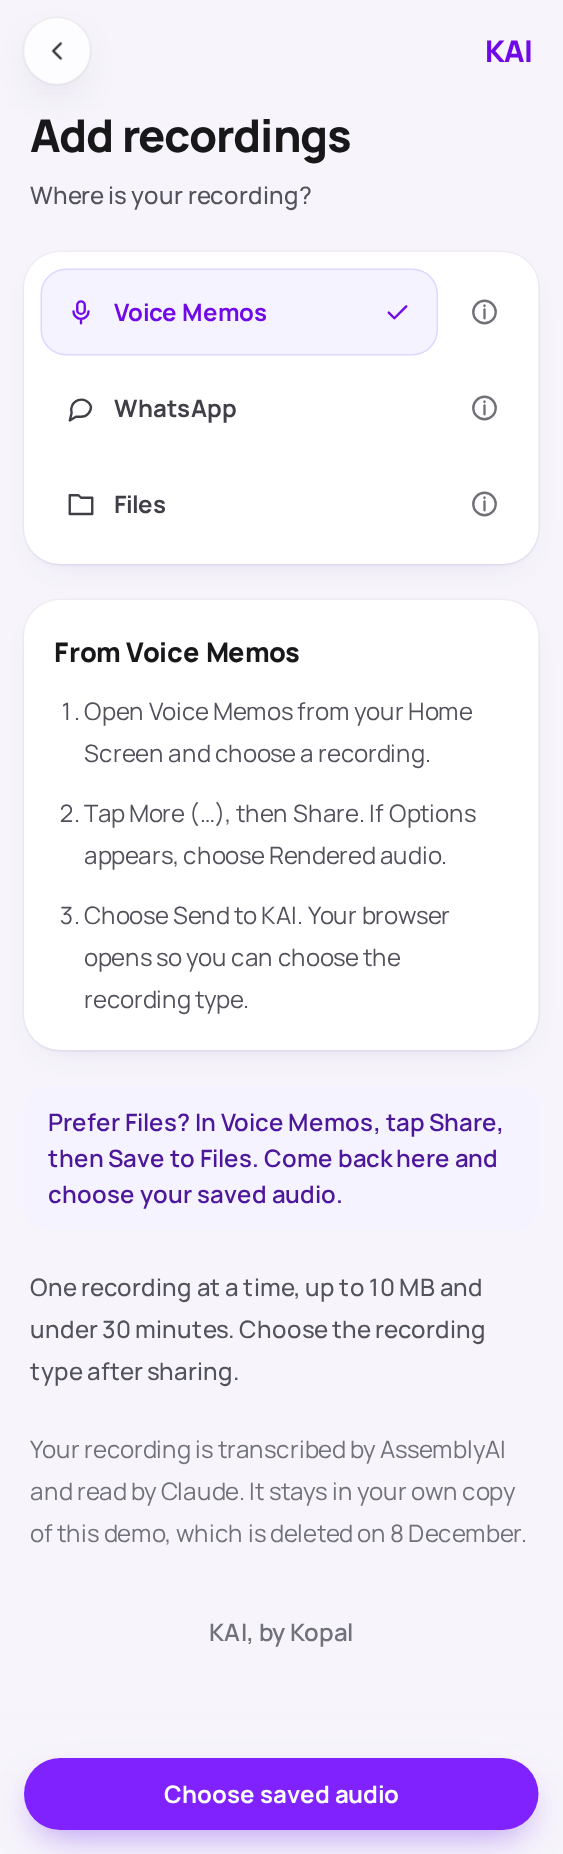 KAI
Add recordings
Where is your recording?
Voice Memos
WhatsApp
Files
From Voice Memos
1. Open Voice Memos from your Home
Screen and choose a recording.
2. Tap More (…), then Share. If Options
appears, choose Rendered audio.
3. Choose Send to KAI. Your browser
opens so you can choose the
recording type.
Prefer Files? In Voice Memos, tap Share,
then Save to Files. Come back here and
choose your saved audio.
One recording at a time, up to 10 MB and
under 30 minutes. Choose the recording
type after sharing.
Your recording is transcribed by AssemblyAI
and read by Claude. It stays in your own copy
of this demo, which is deleted on 8 December.
KAI, by Kopal
Choose saved audio